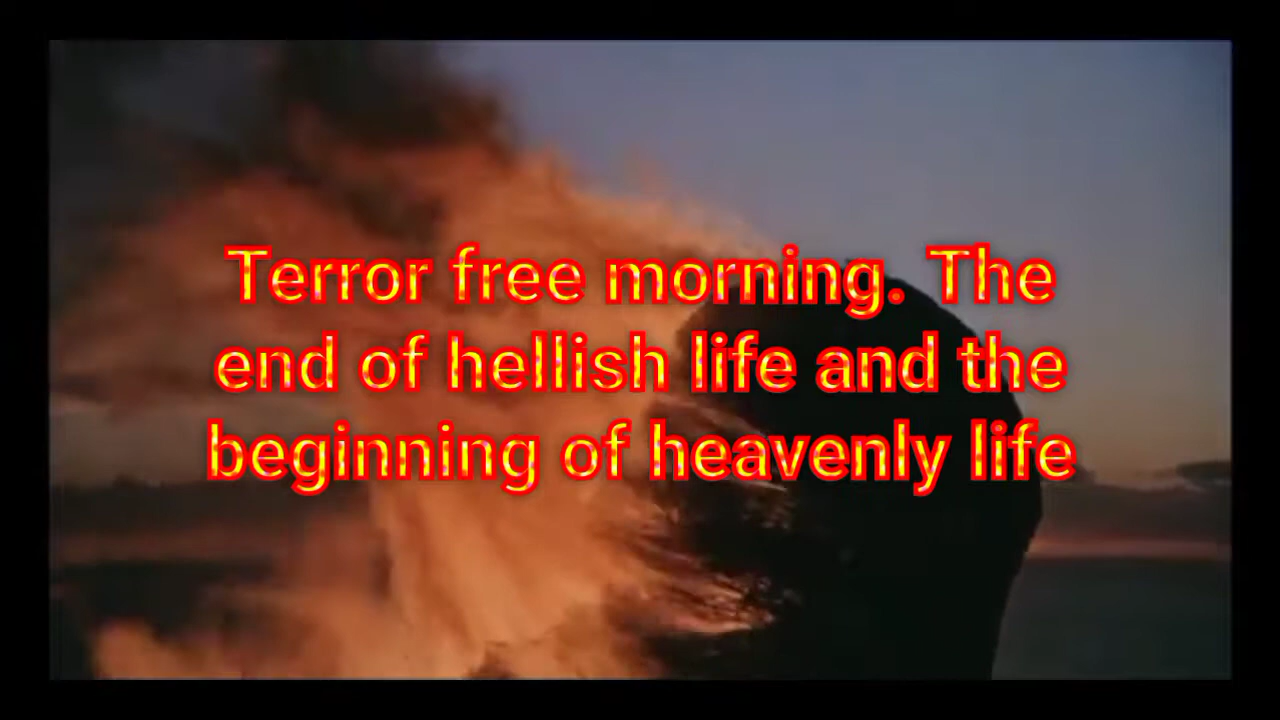 Terror free morning. The
end of hellish life and the
beginning of heavenly life